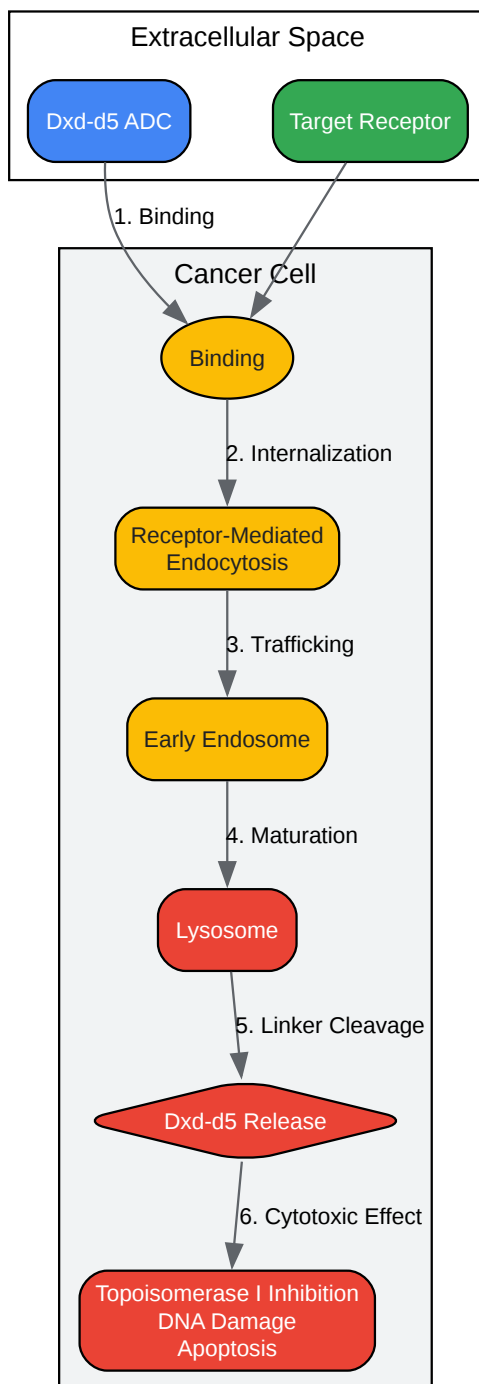 Extracellular Space
Dxd-d5 ADC
Target Receptor
1. Binding
Cancer Cell
Binding
2. Internalization
Receptor-Mediated
Endocytosis
3. Trafficking
Early Endosome
4. Maturation
Lysosome
5. Linker Cleavage
Dxd-d5 Release
6. Cytotoxic Effect
Topoisomerase I Inhibition
DNA Damage
Apoptosis